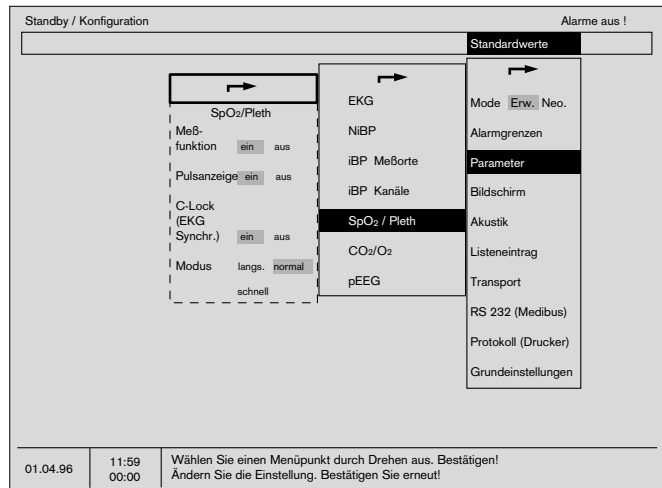 Standby / Konfiguration
Alarme aus !
Standardwerte
SpO2/Pleth
Meß-
funktion ein aus
Pulsanzeige ein aus
C-Lock
(EKG
Synchr.) ein aus
Modus langs. normal
schnell
EKG
NiBP
iBP Meßorte
iBP Kanäle
SpO2 / Pleth
CO2/O2
pEEG
Mode Erw. Neo.
Alarmgrenzen
Parameter
Bildschirm
Akustik
Listeneintrag
Transport
RS 232 (Medibus)
Protokoll (Drucker)
Grundeinstellungen
01.04.96
11:59
00:00
Wählen Sie einen Menüpunkt durch Drehen aus. Bestätigen!
Ändern Sie die Einstellung. Bestätigen Sie erneut!